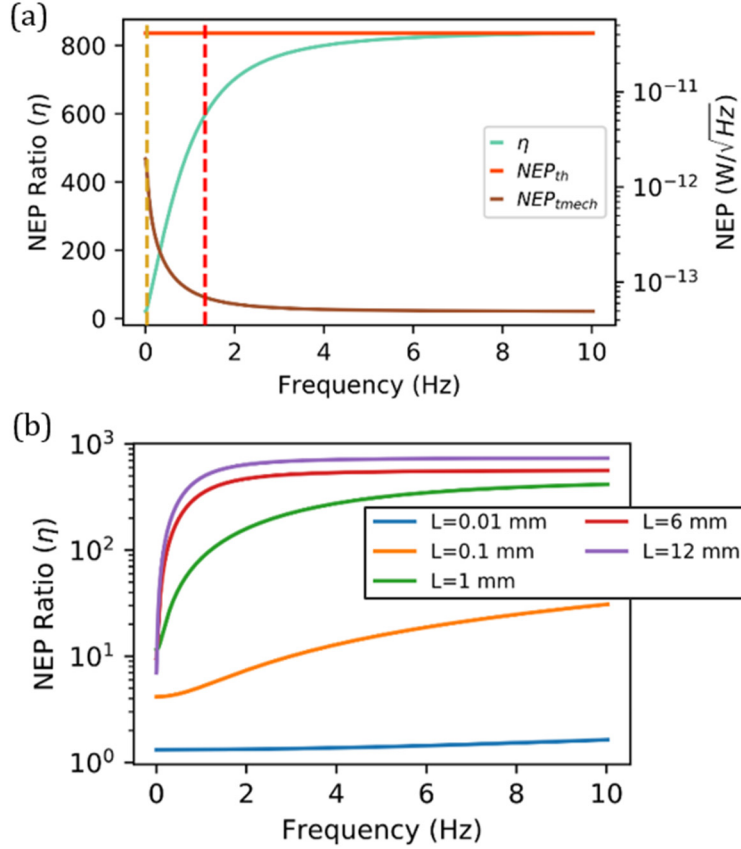 (a)
800
600
400
200
0
NEP Ratio (η)
10⁻¹¹
10⁻¹²
10⁻¹³
NEP (W/√Hz)
η
NEP_th
NEP_tmech
0 2 4 6 8 10
Frequency (Hz)
(b)
10³
10²
10¹
10⁰
NEP Ratio (η)
L=0.01 mm L=6 mm
L=0.1 mm L=12 mm
L=1 mm
0 2 4 6 8 10
Frequency (Hz)